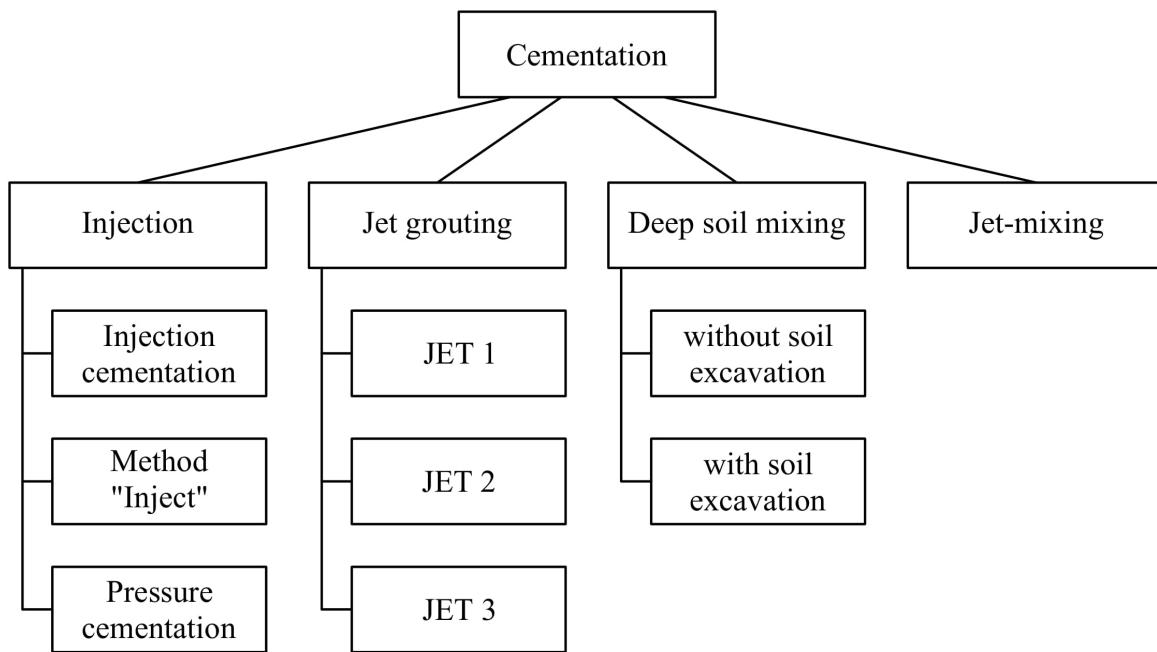 Cementation
Injection
Jet grouting
Deep soil mixing
Jet-mixing
Injection
cementation
JET 1
without soil
excavation
Method
"Inject"
JET 2
with soil
excavation
Pressure
cementation
JET 3